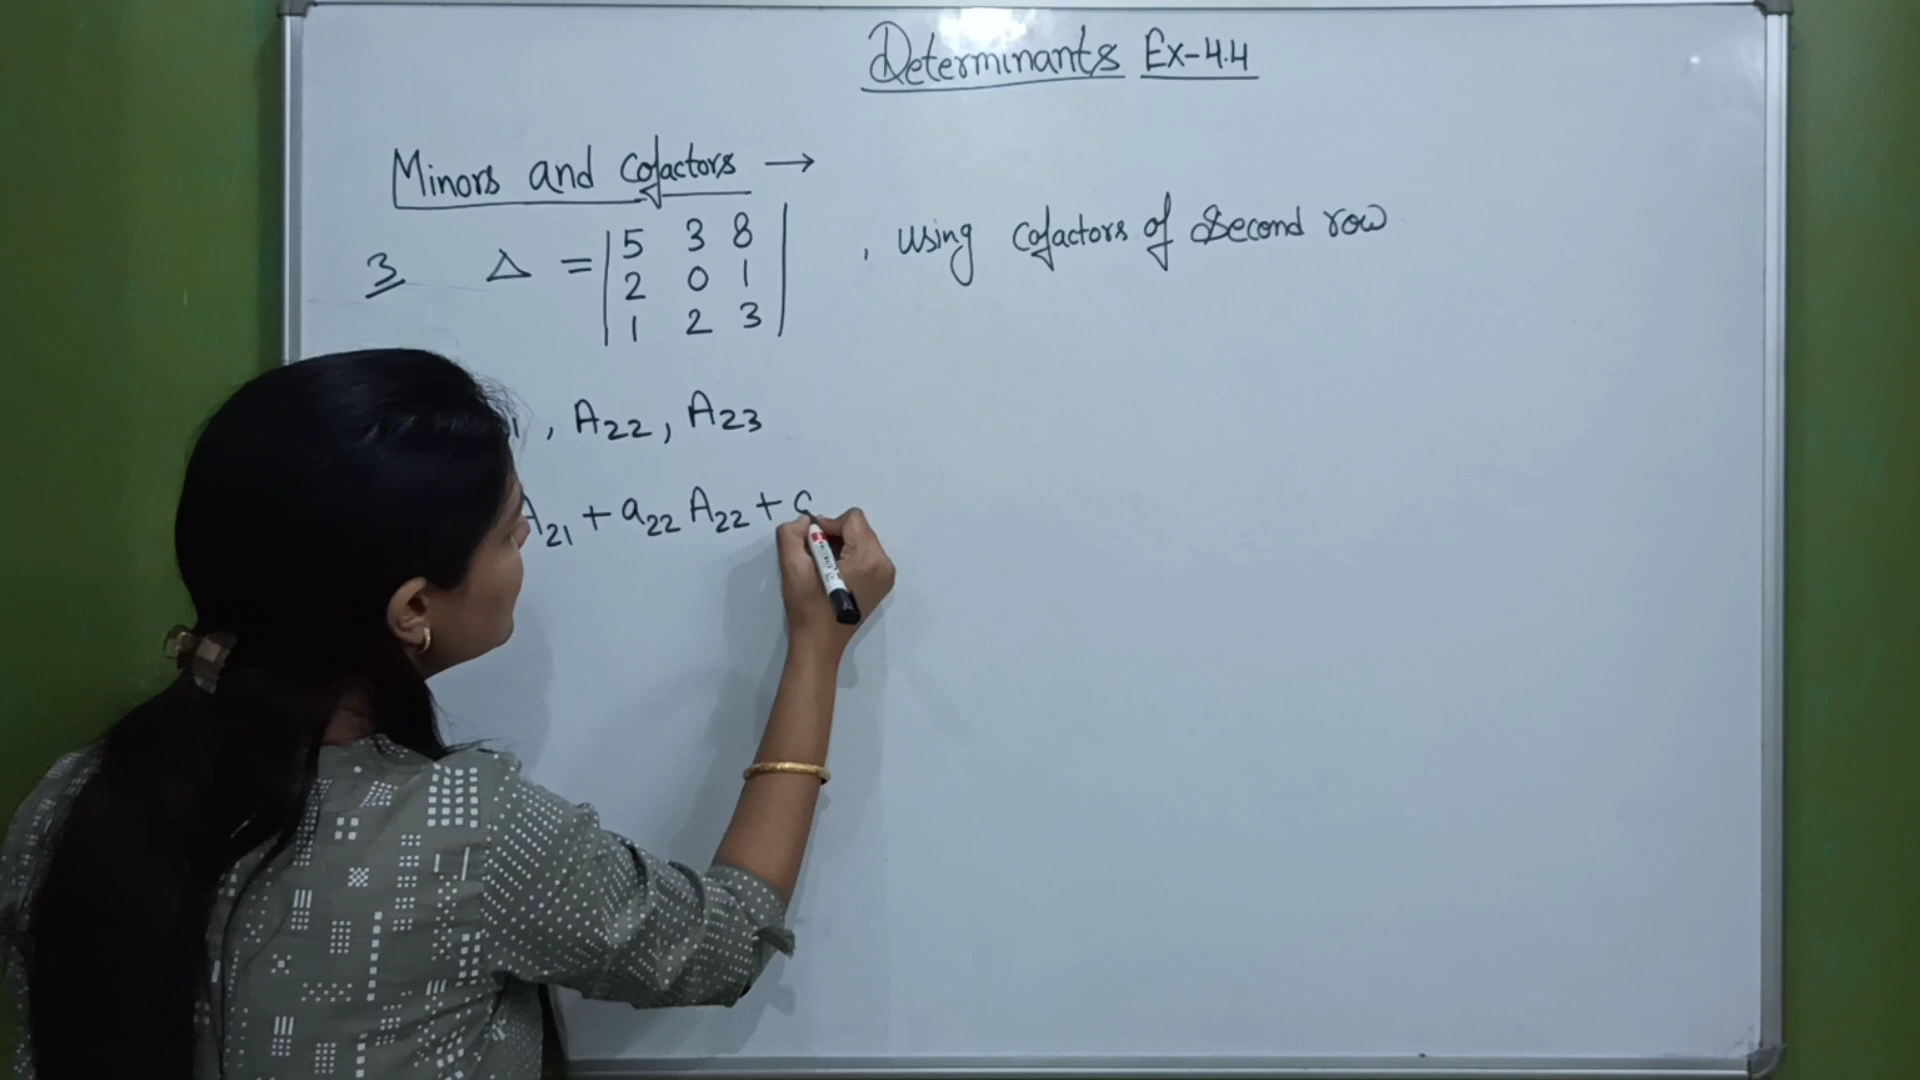 Determinants Ex-4.4
Minors and Cofactors →
3 Δ = | 5 3 8 |, using Cofactors of Second row
2 0 1
1 2 3
1, A22, A23
A21 + a22 A22 + a